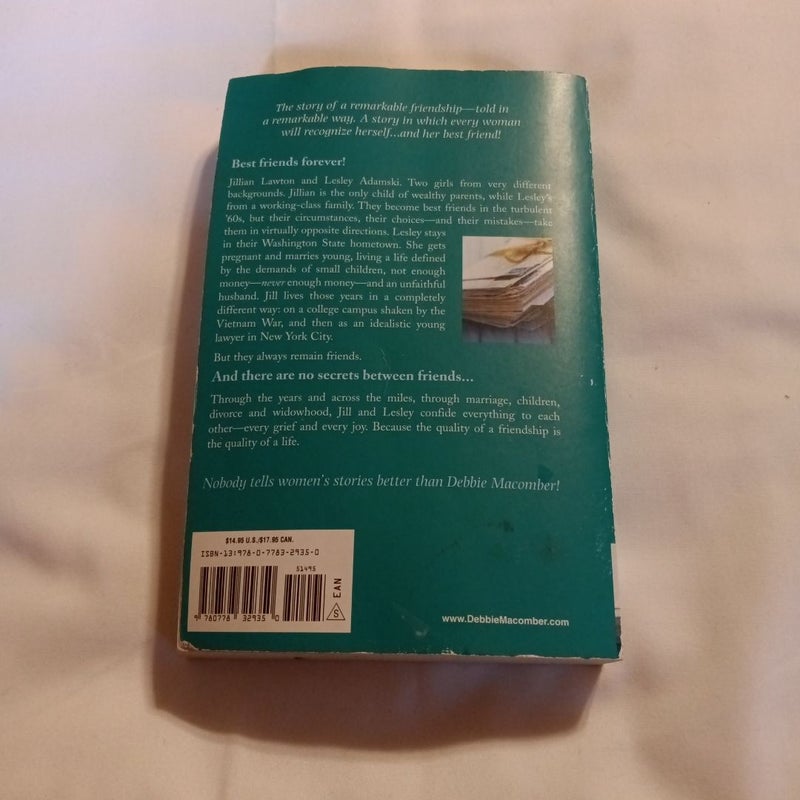 The story of a remarkable friendship—told in
a remarkable way. A story in which every woman
will recognize herself...and her best friend!
Best friends forever!
Jillian Lawton and Lesley Adamski. Two girls from very different
backgrounds. Jillian is the only child of wealthy parents, while Lesley's
from a working-class family. They become best friends in the turbulent
'60s, but their circumstances, their choices—and their mistakes—take
them in virtually opposite directions. Lesley stays
in their Washington State hometown. She gets
pregnant and marries young, living a life defined
by the demands of small children, not enough
money—never enough money—and an unfaithful
husband. Jill lives those years in a completely
different way: on a college campus shaken by the
Vietnam War, and then as an idealistic young
lawyer in New York City.
But they always remain friends.
And there are no secrets between friends...
Through the years and across the miles, through marriage, children,
divorce and widowhood, Jill and Lesley confide everything to each
other—every grief and every joy. Because the quality of a friendship is
the quality of a life.
Nobody tells women's stories better than Debbie Macomber!
$14.95 U.S./$17.95 CAN.
ISBN-13:978-0-7783-2935-0
51495
EAN
S
9 780778 329350
www.DebbieMacomber.com